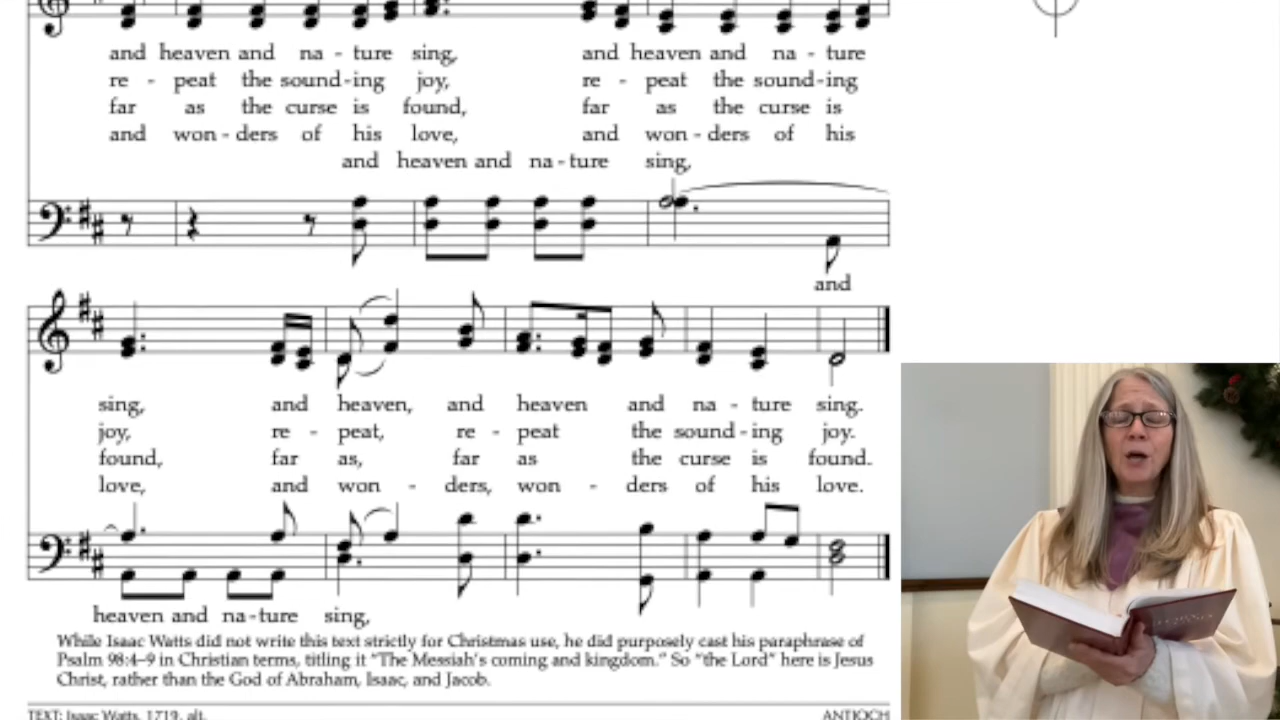 and heaven and na - ture sing, and heaven and na - ture
re - peat the sound - ing joy, re - peat the sound - ing
far as the curse is found, far as the curse is
and won - ders of his love, and won - ders of his
and heaven and na - ture sing,
and
sing, and heaven, and heaven and na - ture sing.
joy, re - peat, re - peat the sound - ing joy.
found, far as, far as the curse is found.
love, and won - ders, won - ders of his love.
heaven and na - ture sing,
While Isaac Watts did not write this text strictly for Christmas use, he did purposely cast his paraphrase of
Psalm 98:4–9 in Christian terms, titling it “The Messiah's coming and kingdom.” So “the Lord” here is Jesus
Christ, rather than the God of Abraham, Isaac, and Jacob.
TEXT: Isaac Watts, 1719, alt. ANTIOCH